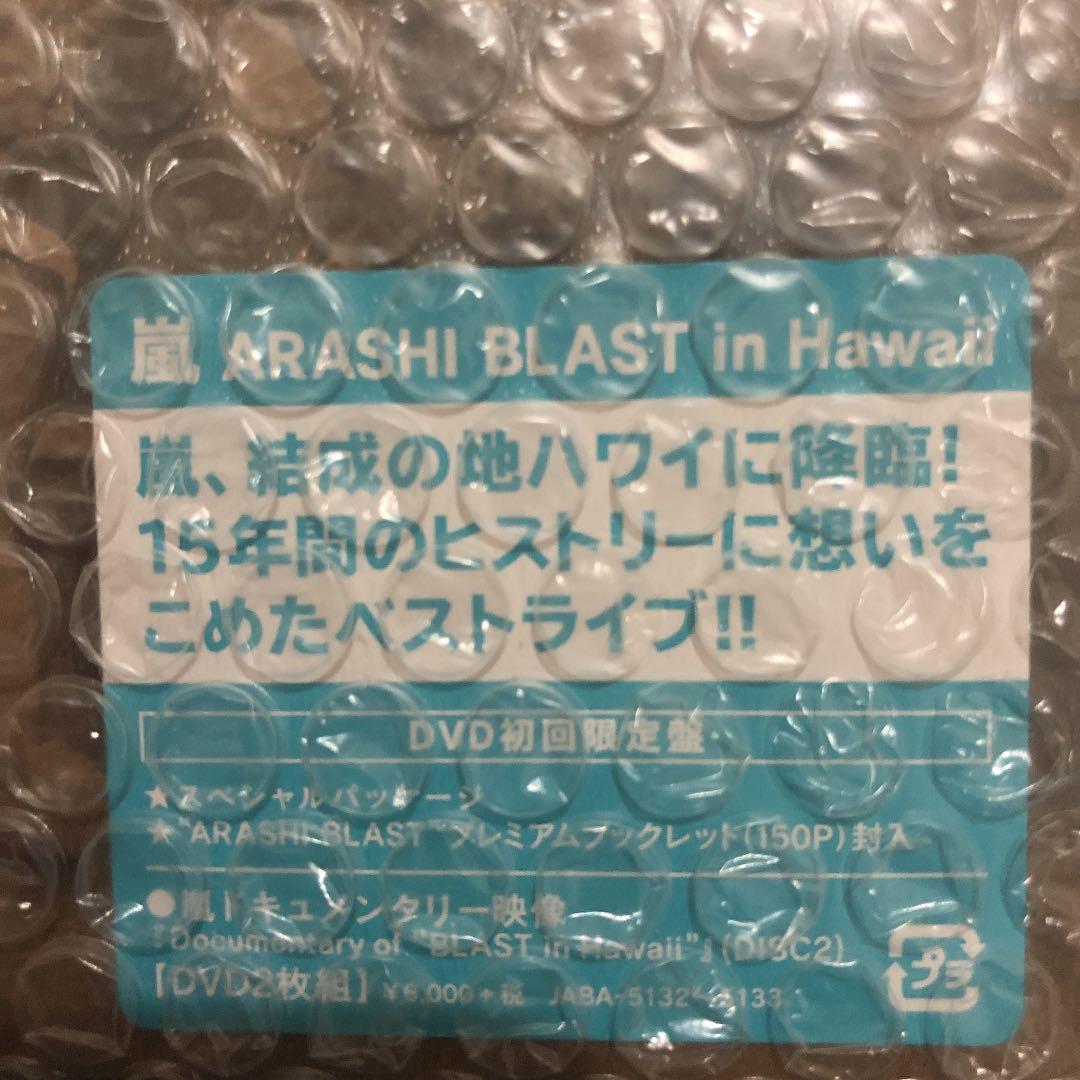 嵐 ARASHI BLAST in Hawaii
嵐、結成の地ハワイに降臨!
15年間のヒストリーに想いを
こめたベストライブ!!
DVD初回限定盤
★スペシャルパッケージ
★"ARASHI BLAST"プレミアムブックレット(150P)封入
●嵐ドキュメンタリー映像
『Documentary of "BLAST in Hawaii"』(DISC2)
【DVD2枚組】 ¥6,000+税 JABA-5132~5133
プラ